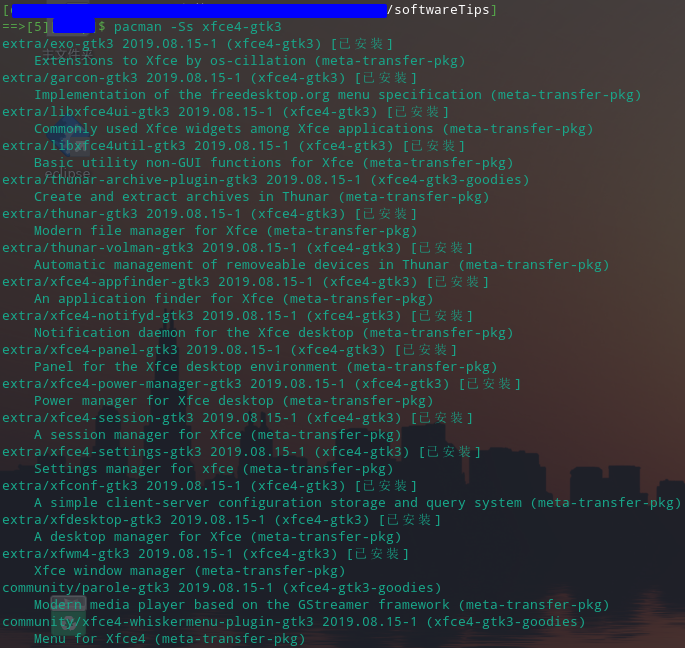 [/softwareTips]
==>[5] $ pacman -Ss xfce4-gtk3
extra/exo-gtk3 2019.08.15-1 (xfce4-gtk3) [已安装]
主文件夹
Extensions to Xfce by os-cillation (meta-transfer-pkg)
extra/garcon-gtk3 2019.08.15-1 (xfce4-gtk3) [已安装]
Implementation of the freedesktop.org menu specification (meta-transfer-pkg)
extra/libxfce4ui-gtk3 2019.08.15-1 (xfce4-gtk3) [已安装]
Commonly used Xfce widgets among Xfce applications (meta-transfer-pkg)
extra/libxfce4util-gtk3 2019.08.15-1 (xfce4-gtk3) [已安装]
Basic utility non-GUI functions for Xfce (meta-transfer-pkg)
eclipse
extra/thunar-archive-plugin-gtk3 2019.08.15-1 (xfce4-gtk3-goodies)
Create and extract archives in Thunar (meta-transfer-pkg)
extra/thunar-gtk3 2019.08.15-1 (xfce4-gtk3) [已安装]
Modern file manager for Xfce (meta-transfer-pkg)
extra/thunar-volman-gtk3 2019.08.15-1 (xfce4-gtk3) [已安装]
Automatic management of removeable devices in Thunar (meta-transfer-pkg)
extra/xfce4-appfinder-gtk3 2019.08.15-1 (xfce4-gtk3) [已安装]
An application finder for Xfce (meta-transfer-pkg)
extra/xfce4-notifyd-gtk3 2019.08.15-1 (xfce4-gtk3) [已安装]
Notification daemon for the Xfce desktop (meta-transfer-pkg)
extra/xfce4-panel-gtk3 2019.08.15-1 (xfce4-gtk3) [已安装]
Panel for the Xfce desktop environment (meta-transfer-pkg)
extra/xfce4-power-manager-gtk3 2019.08.15-1 (xfce4-gtk3) [已安装]
Power manager for Xfce desktop (meta-transfer-pkg)
extra/xfce4-session-gtk3 2019.08.15-1 (xfce4-gtk3) [已安装]
A session manager for Xfce (meta-transfer-pkg)
extra/xfce4-settings-gtk3 2019.08.15-1 (xfce4-gtk3) [已安装]
Settings manager for xfce (meta-transfer-pkg)
extra/xfconf-gtk3 2019.08.15-1 (xfce4-gtk3) [已安装]
A simple client-server configuration storage and query system (meta-transfer-pkg)
extra/xfdesktop-gtk3 2019.08.15-1 (xfce4-gtk3) [已安装]
A desktop manager for Xfce (meta-transfer-pkg)
extra/xfwm4-gtk3 2019.08.15-1 (xfce4-gtk3) [已安装]
Xfce window manager (meta-transfer-pkg)
community/parole-gtk3 2019.08.15-1 (xfce4-gtk3-goodies)
Modern media player based on the GStreamer framework (meta-transfer-pkg)
community/xfce4-whiskermenu-plugin-gtk3 2019.08.15-1 (xfce4-gtk3-goodies)
Menu for Xfce4 (meta-transfer-pkg)